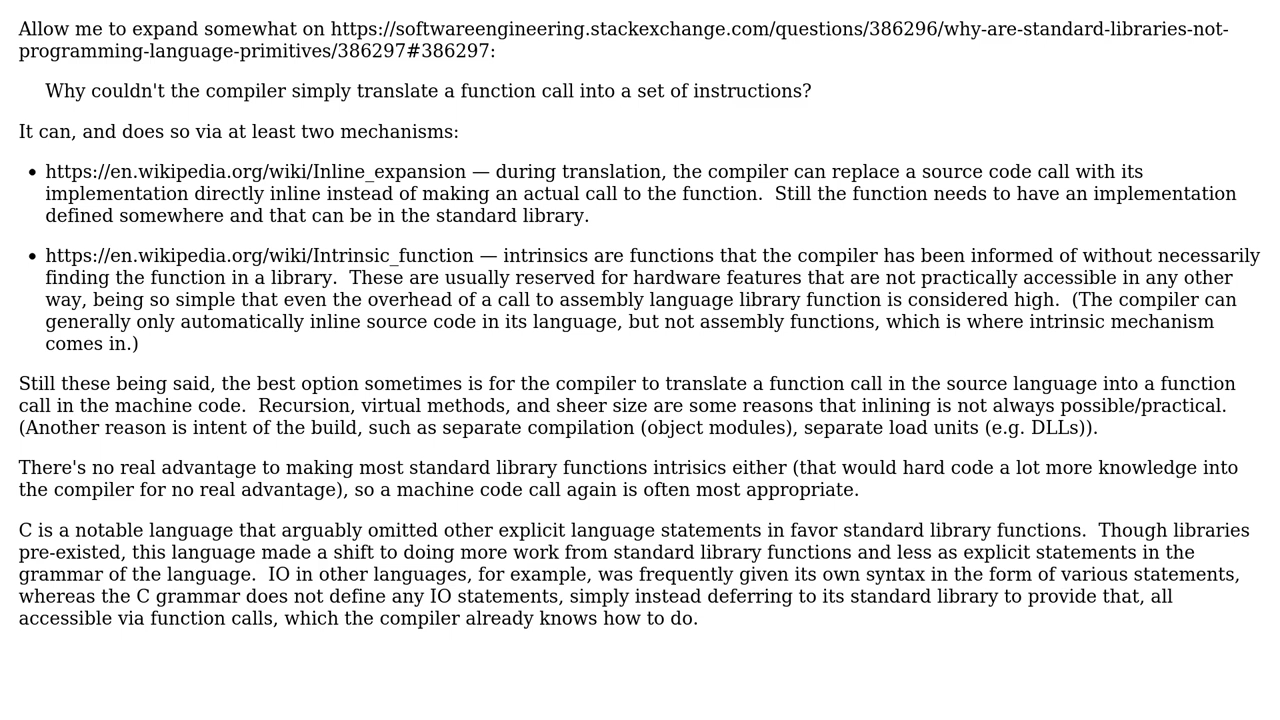 Allow me to expand somewhat on https://softwareengineering.stackexchange.com/questions/386296/why-are-standard-libraries-not-
programming-language-primitives/386297#386297:
Why couldn't the compiler simply translate a function call into a set of instructions?
It can, and does so via at least two mechanisms:
• https://en.wikipedia.org/wiki/Inline_expansion — during translation, the compiler can replace a source code call with its
implementation directly inline instead of making an actual call to the function.  Still the function needs to have an implementation
defined somewhere and that can be in the standard library.
• https://en.wikipedia.org/wiki/Intrinsic_function — intrinsics are functions that the compiler has been informed of without necessarily
finding the function in a library.  These are usually reserved for hardware features that are not practically accessible in any other
way, being so simple that even the overhead of a call to assembly language library function is considered high.  (The compiler can
generally only automatically inline source code in its language, but not assembly functions, which is where intrinsic mechanism
comes in.)
Still these being said, the best option sometimes is for the compiler to translate a function call in the source language into a function
call in the machine code.  Recursion, virtual methods, and sheer size are some reasons that inlining is not always possible/practical.
(Another reason is intent of the build, such as separate compilation (object modules), separate load units (e.g. DLLs)).
There's no real advantage to making most standard library functions intrisics either (that would hard code a lot more knowledge into
the compiler for no real advantage), so a machine code call again is often most appropriate.
C is a notable language that arguably omitted other explicit language statements in favor standard library functions.  Though libraries
pre-existed, this language made a shift to doing more work from standard library functions and less as explicit statements in the
grammar of the language.  IO in other languages, for example, was frequently given its own syntax in the form of various statements,
whereas the C grammar does not define any IO statements, simply instead deferring to its standard library to provide that, all
accessible via function calls, which the compiler already knows how to do.